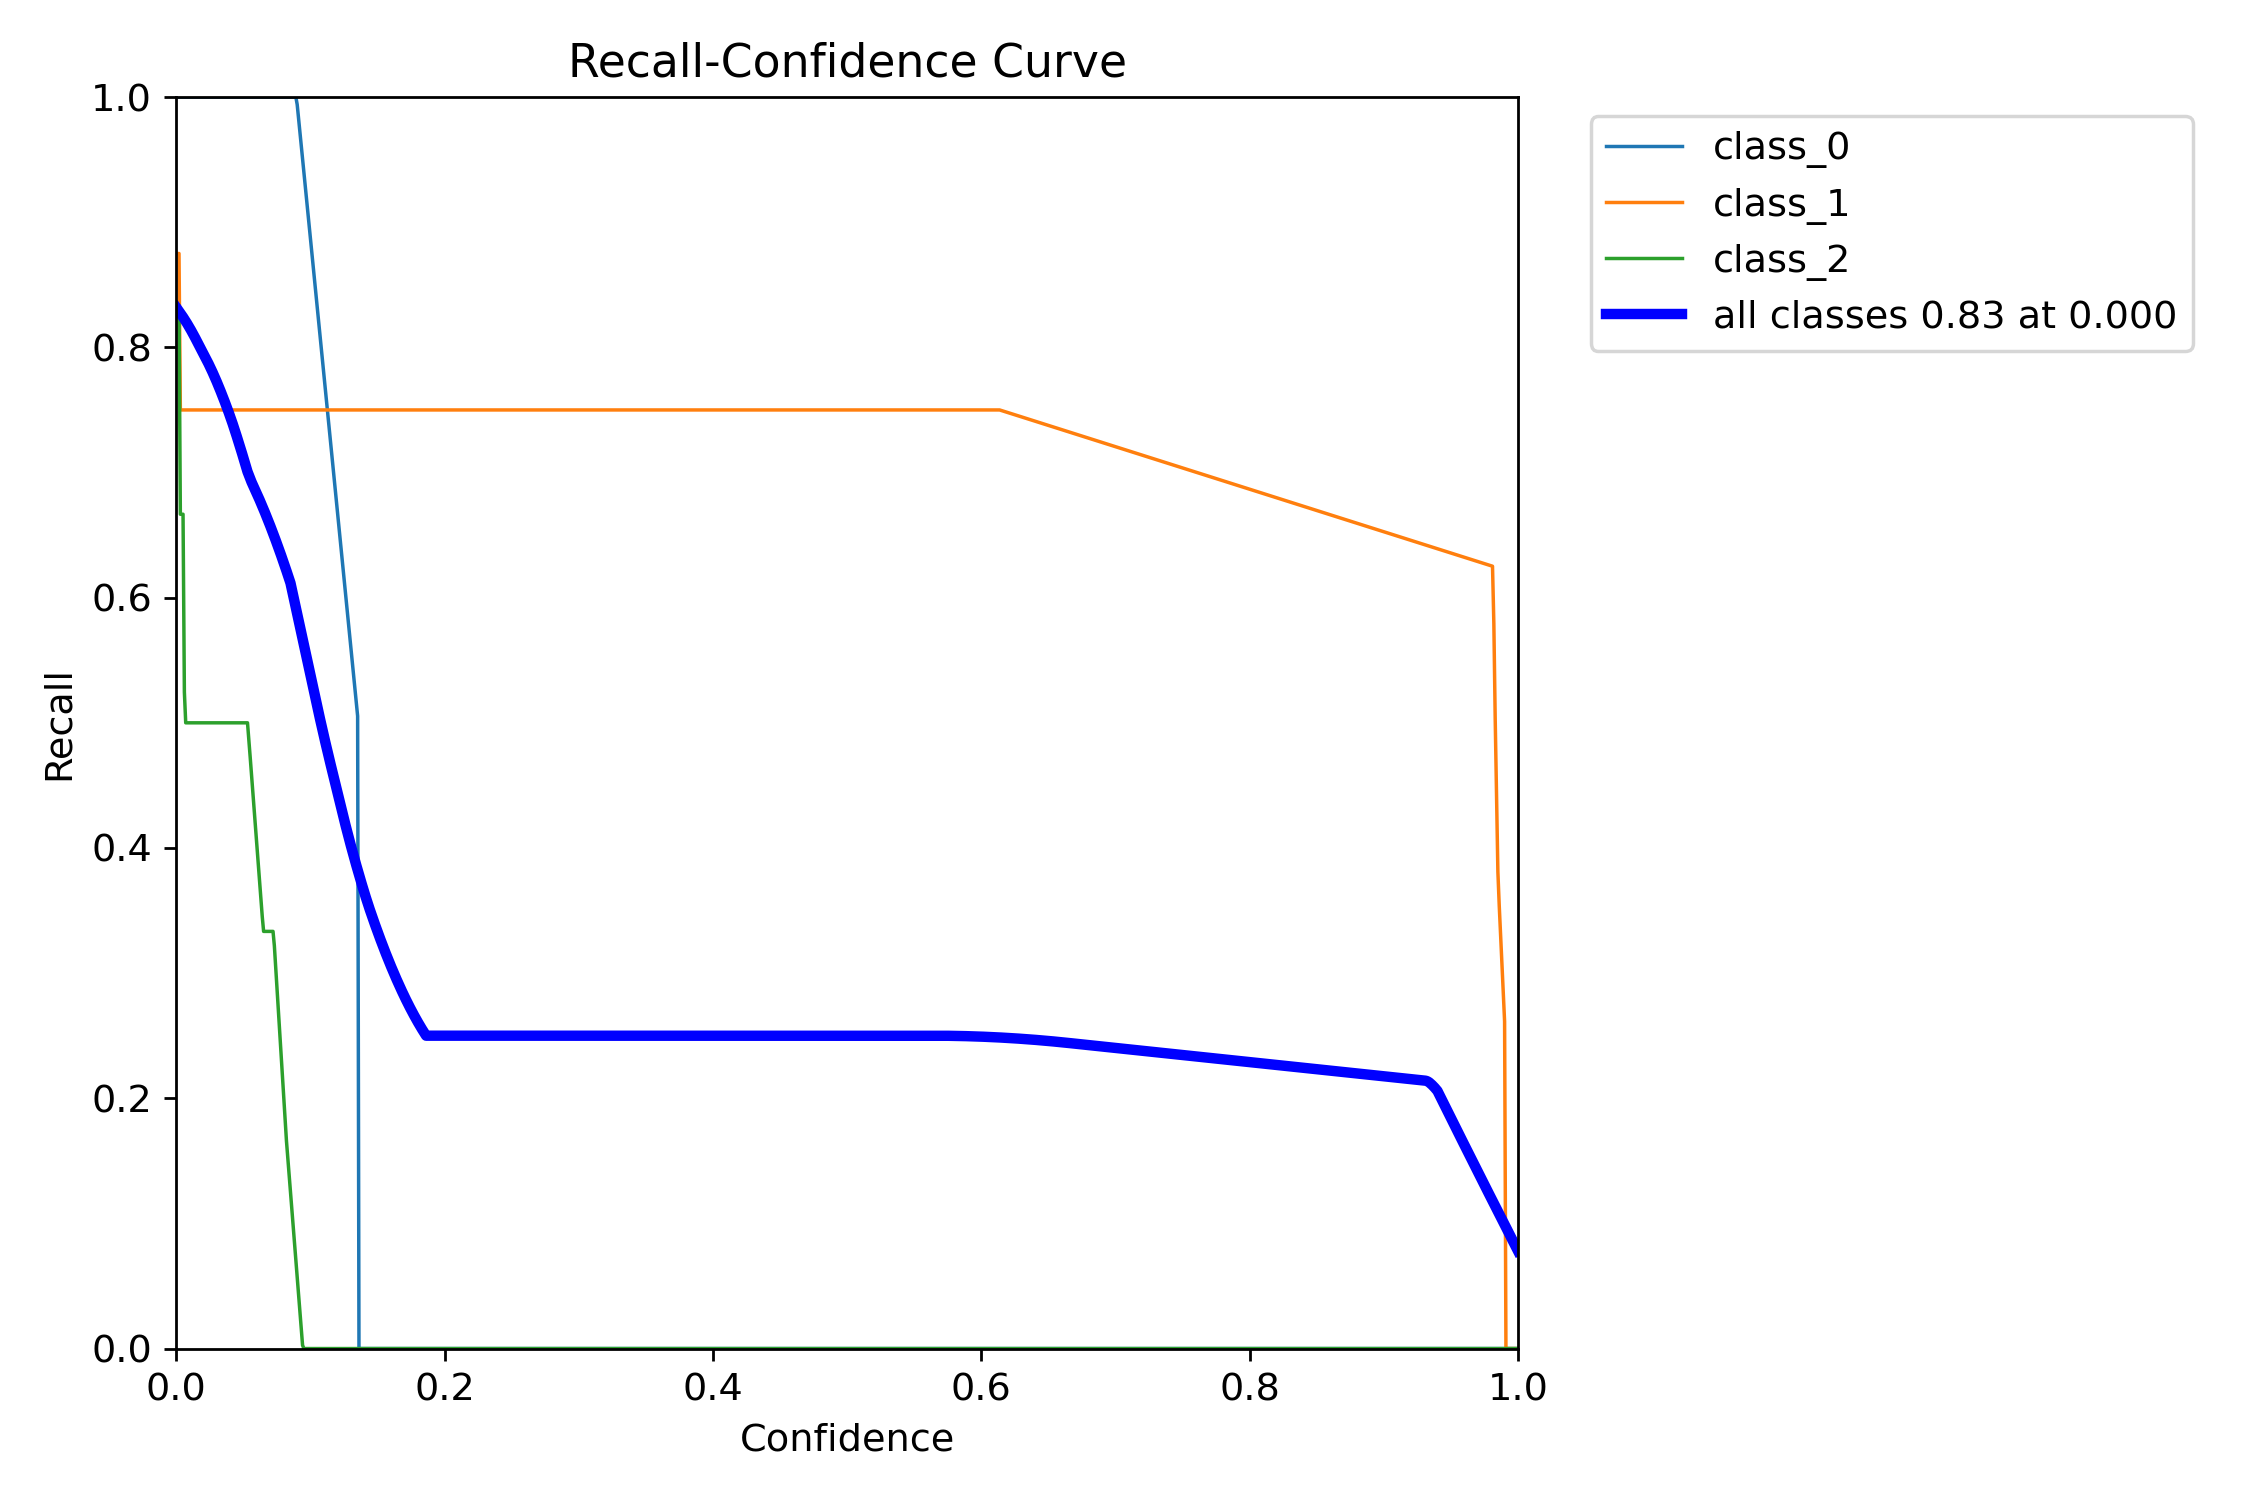 Recall-Confidence Curve
1.0
0.8
0.6
0.4
0.2
0.0
Recall
0.0 0.2 0.4 0.6 0.8 1.0
Confidence
class_0
class_1
class_2
all classes 0.83 at 0.000